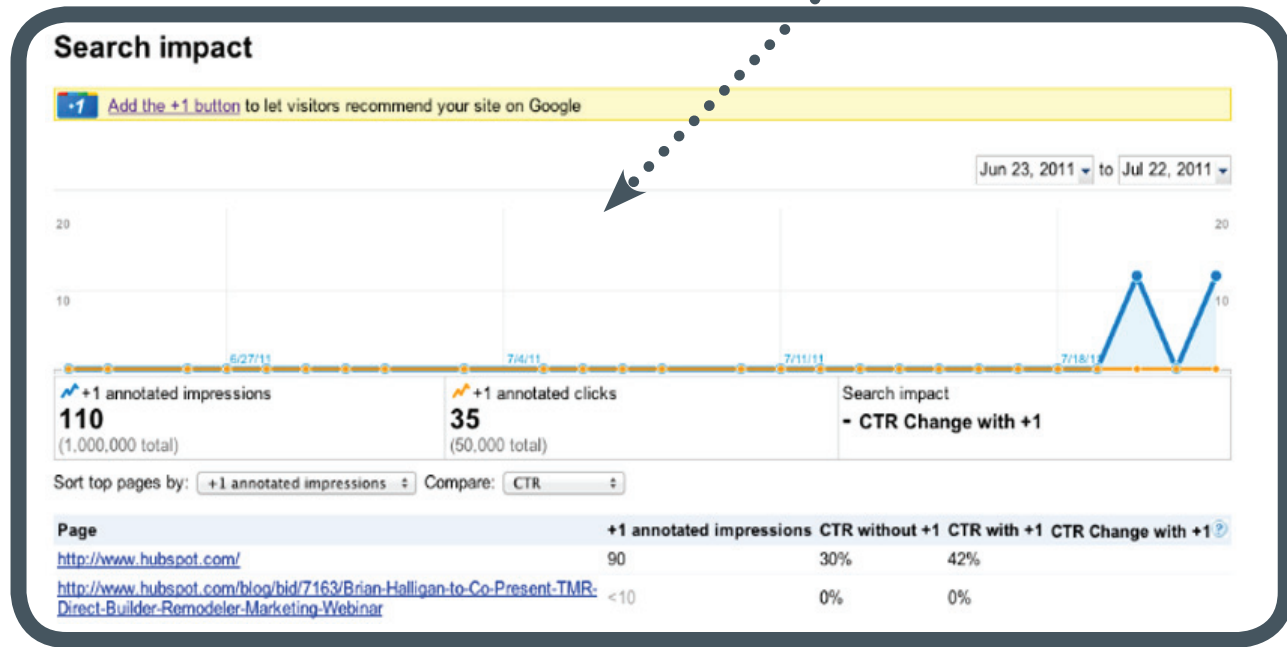 Search impact
+1 Add the +1 button to let visitors recommend your site on Google
Jun 23, 2011 to Jul 22, 2011
20 20
10 10
6/27/11 7/4/11 7/11/11 7/18/11
+1 annotated impressions +1 annotated clicks Search impact
110 35 - CTR Change with +1
(1,000,000 total) (50,000 total)
Sort top pages by: +1 annotated impressions Compare: CTR
Page +1 annotated impressions CTR without +1 CTR with +1 CTR Change with +1 ?
http://www.hubspot.com/ 90 30% 42%
http://www.hubspot.com/blog/bid/7163/Brian-Halligan-to-Co-Present-TMR- <10 0% 0%
Direct-Builder-Remodeler-Marketing-Webinar